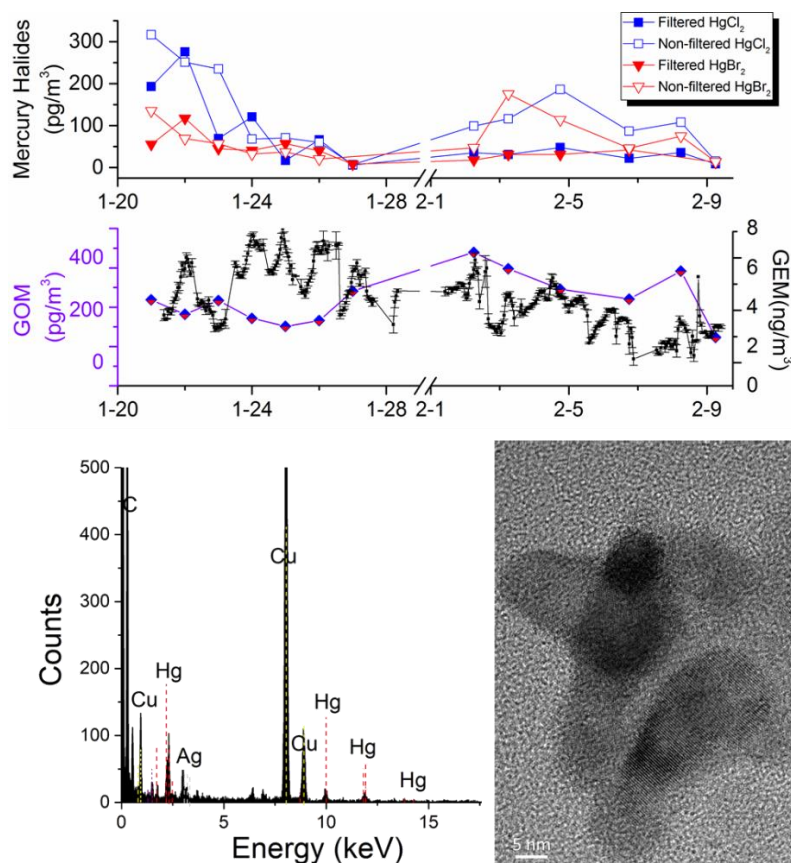 Filtered HgCl2
Non-filtered HgCl2
Filtered HgBr2
Non-filtered HgBr2
Mercury Halides
(pg/m3)
300
200
100
0
1-20 1-24 1-28 2-1 2-5 2-9
GOM
(pg/m3)
400
200
0
8
6
4
2
0
GEM(ng/m3)
1-20 1-24 1-28 2-1 2-5 2-9
Counts
500
400
300
200
100
0
C
Cu
Hg
Ag
Cu
Cu
Hg
Hg
Hg
0 5 10 15
Energy (keV)
5 nm